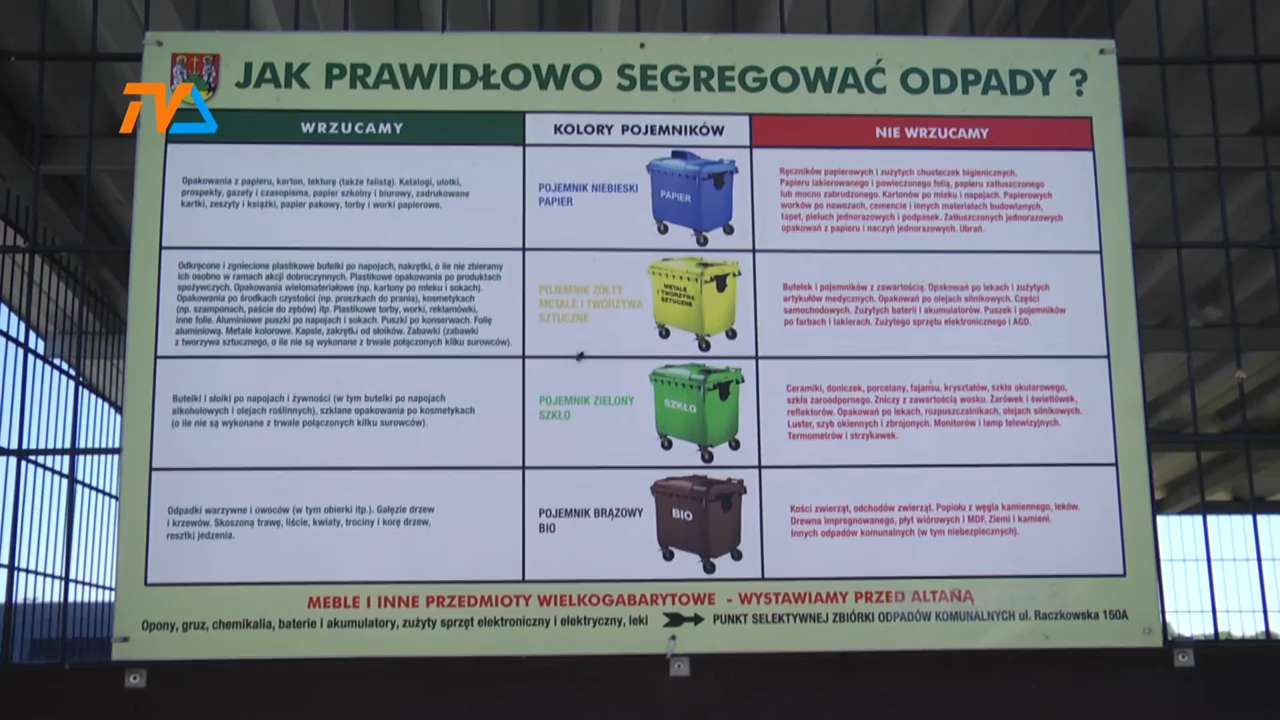 TVΔ
JAK PRAWIDŁOWO SEGREGOWAĆ ODPADY ?
WRZUCAMY
KOLORY POJEMNIKÓW
NIE WRZUCAMY
Opakowania z papieru, karton, tekturę (także falistą). Katalogi, ulotki,
prospekty, gazety i czasopisma, papier szkolny i biurowy, zadrukowane
kartki, zeszyty i książki, papier pakowy, torby i worki papierowe.
POJEMNIK NIEBIESKI
PAPIER
PAPIER
Ręczników papierowych i zużytych chusteczek higienicznych.
Papieru lakierowanego i powleczonego folią, papieru zatłuszczonego
lub mocno zabrudzonego. Kartonów po mleku i napojach. Papierowych
worków po nawozach, cemencie i innych materiałach budowlanych,
tapet, pieluch jednorazowych i podpasek. Zatłuszczonych jednorazowych
opakowań z papieru i naczyń jednorazowych. Ubrań.
Odkręcone i zgniecione plastikowe butelki po napojach, nakrętki, o ile nie zbieramy
ich osobno w ramach akcji dobroczynnych. Plastikowe opakowania po produktach
spożywczych. Opakowania wielomateriałowe (np. kartony po mleku i sokach).
Opakowania po środkach czystości (np. proszkach do prania), kosmetykach
(np. szamponach, paście do zębów) itp. Plastikowe torby, worki, reklamówki,
inne folie. Aluminiowe puszki po napojach i sokach. Puszki po konserwach. Folię
aluminiową. Metale kolorowe. Kapsle, zakrętki od słoików. Zabawki (zabawki
z tworzywa sztucznego, o ile nie są wykonane z trwale połączonych kilku surowców).
POJEMNIK ŻÓŁTY
METALE I TWORZYWA
SZTUCZNE
METALE
I TWORZYWA
SZTUCZNE
Butelek i pojemników z zawartością. Opakowań po lekach i zużytych
artykułów medycznych. Opakowań po olejach silnikowych. Części
samochodowych. Zużytych baterii i akumulatorów. Puszek i pojemników
po farbach i lakierach. Zużytego sprzętu elektronicznego i AGD.
Butelki i słoiki po napojach i żywności (w tym butelki po napojach
alkoholowych i olejach roślinnych), szklane opakowania po kosmetykach
(o ile nie są wykonane z trwale połączonych kilku surowców).
POJEMNIK ZIELONY
SZKŁO
SZKŁO
Ceramiki, doniczek, porcelany, fajansu, kryształów, szkła okularowego,
szkła żaroodpornego. Zniczy z zawartością wosku. Żarówek i świetlówek,
reflektorów. Opakowań po lekach, rozpuszczalnikach, olejach silnikowych.
Luster, szyb okiennych i zbrojonych. Monitorów i lamp telewizyjnych.
Termometrów i strzykawek.
Odpadki warzywne i owoców (w tym obierki itp.). Gałęzie drzew
i krzewów. Skoszoną trawę, liście, kwiaty, trociny i korę drzew,
resztki jedzenia.
POJEMNIK BRĄZOWY
BIO
BIO
Kości zwierząt, odchodów zwierząt. Popiołu z węgla kamiennego, leków.
Drewna impregnowanego, płyt wiórowych i MDF. Ziemi i kamieni.
Innych odpadów komunalnych (w tym niebezpiecznych).
MEBLE I INNE PRZEDMIOTY WIELKOGABARYTOWE - WYSTAWIAMY PRZED ALTANĄ
Opony, gruz, chemikalia, baterie i akumulatory, zużyty sprzęt elektroniczny i elektryczny, leki
PUNKT SELEKTYWNEJ ZBIÓRKI ODPADÓW KOMUNALNYCH ul. Raczkowska 150A